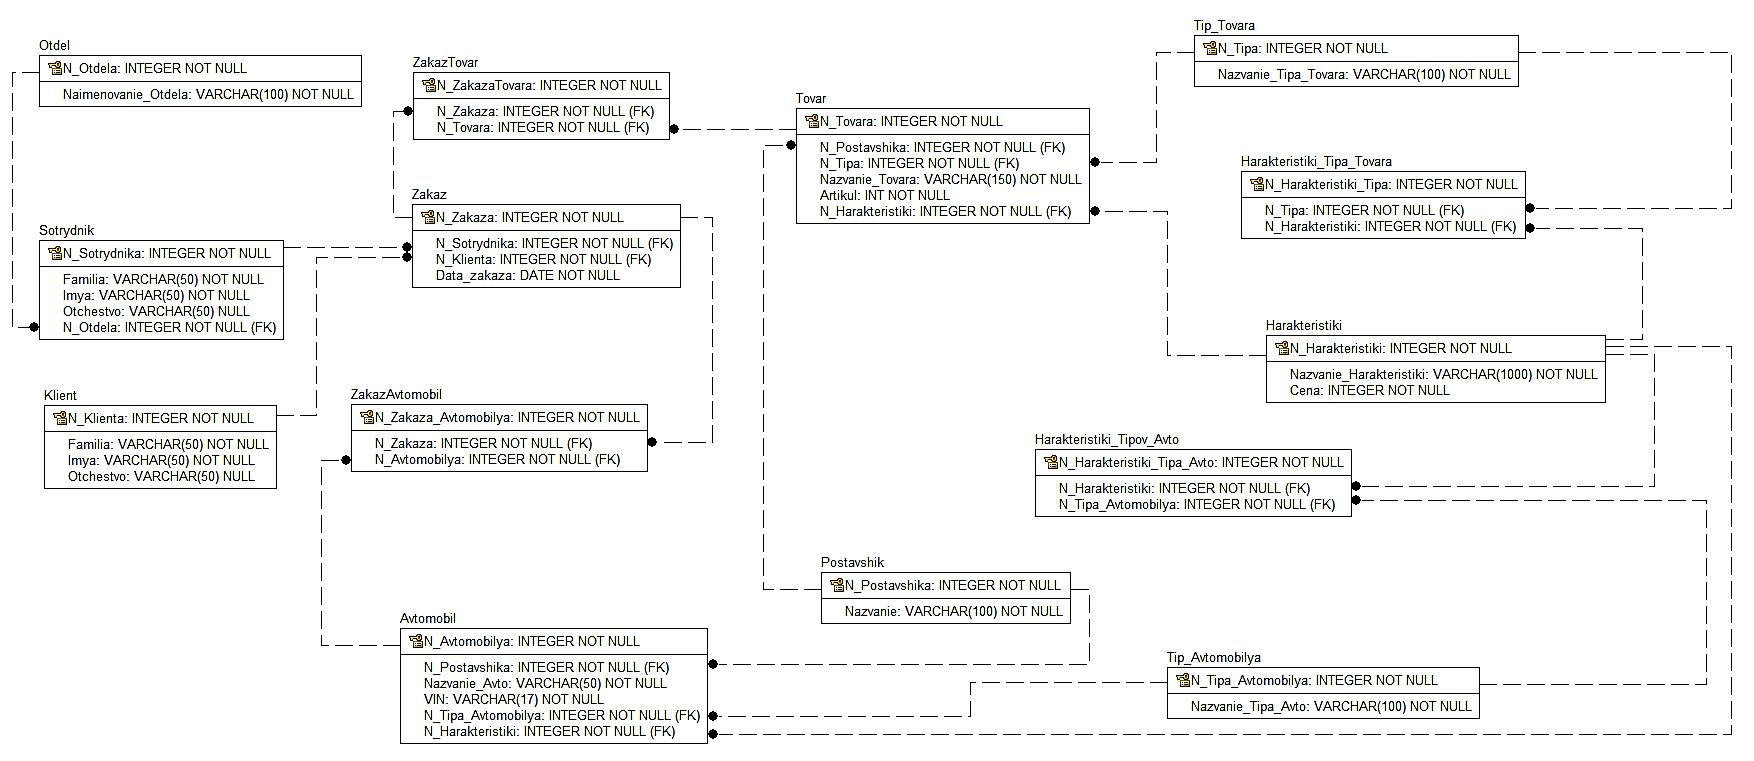 Otdel
N_Otdela: INTEGER NOT NULL
Naimenovanie_Otdela: VARCHAR(100) NOT NULL
ZakazTovar
N_ZakazaTovara: INTEGER NOT NULL
N_Zakaza: INTEGER NOT NULL (FK)
N_Tovara: INTEGER NOT NULL (FK)
Tovar
N_Tovara: INTEGER NOT NULL
N_Postavshika: INTEGER NOT NULL (FK)
N_Tipa: INTEGER NOT NULL (FK)
Nazvanie_Tovara: VARCHAR(150) NOT NULL
Artikul: INT NOT NULL
N_Harakteristiki: INTEGER NOT NULL (FK)
Tip_Tovara
N_Tipa: INTEGER NOT NULL
Nazvanie_Tipa_Tovara: VARCHAR(100) NOT NULL
Harakteristiki_Tipa_Tovara
N_Harakteristiki_Tipa: INTEGER NOT NULL
N_Tipa: INTEGER NOT NULL (FK)
N_Harakteristiki: INTEGER NOT NULL (FK)
Zakaz
N_Zakaza: INTEGER NOT NULL
N_Sotrydnika: INTEGER NOT NULL (FK)
N_Klienta: INTEGER NOT NULL (FK)
Data_zakaza: DATE NOT NULL
Sotrydnik
N_Sotrydnika: INTEGER NOT NULL
Familia: VARCHAR(50) NOT NULL
Imya: VARCHAR(50) NOT NULL
Otchestvo: VARCHAR(50) NULL
N_Otdela: INTEGER NOT NULL (FK)
Harakteristiki
N_Harakteristiki: INTEGER NOT NULL
Nazvanie_Harakteristiki: VARCHAR(1000) NOT NULL
Cena: INTEGER NOT NULL
Klient
N_Klienta: INTEGER NOT NULL
Familia: VARCHAR(50) NOT NULL
Imya: VARCHAR(50) NOT NULL
Otchestvo: VARCHAR(50) NULL
ZakazAvtomobil
N_Zakaza_Avtomobilya: INTEGER NOT NULL
N_Zakaza: INTEGER NOT NULL (FK)
N_Avtomobilya: INTEGER NOT NULL (FK)
Harakteristiki_Tipov_Avto
N_Harakteristiki_Tipa_Avto: INTEGER NOT NULL
N_Harakteristiki: INTEGER NOT NULL (FK)
N_Tipa_Avtomobilya: INTEGER NOT NULL (FK)
Postavshik
N_Postavshika: INTEGER NOT NULL
Nazvanie: VARCHAR(100) NOT NULL
Avtomobil
N_Avtomobilya: INTEGER NOT NULL
N_Postavshika: INTEGER NOT NULL (FK)
Nazvanie_Avto: VARCHAR(50) NOT NULL
VIN: VARCHAR(17) NOT NULL
N_Tipa_Avtomobilya: INTEGER NOT NULL (FK)
N_Harakteristiki: INTEGER NOT NULL (FK)
Tip_Avtomobilya
N_Tipa_Avtomobilya: INTEGER NOT NULL
Nazvanie_Tipa_Avto: VARCHAR(100) NOT NULL